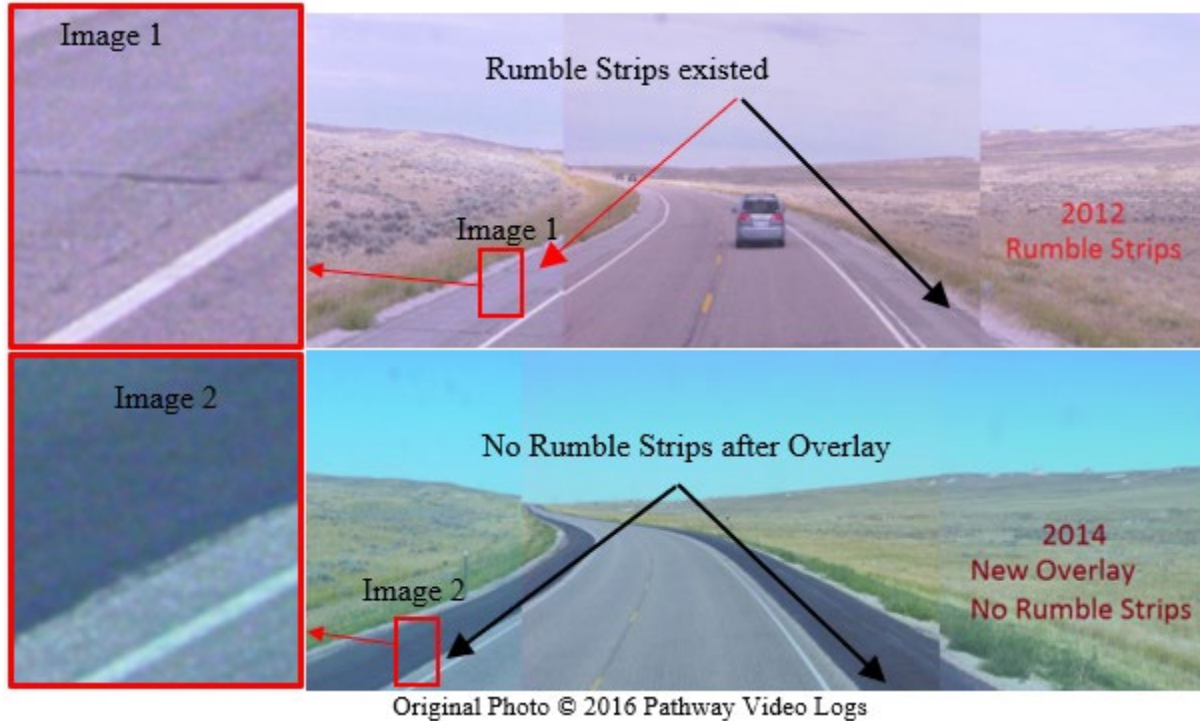 Image 1
Rumble Strips existed
Image 1
2012
Rumble Strips
Image 2
No Rumble Strips after Overlay
Image 2
2014
New Overlay
No Rumble Strips
Original Photo © 2016 Pathway Video Logs